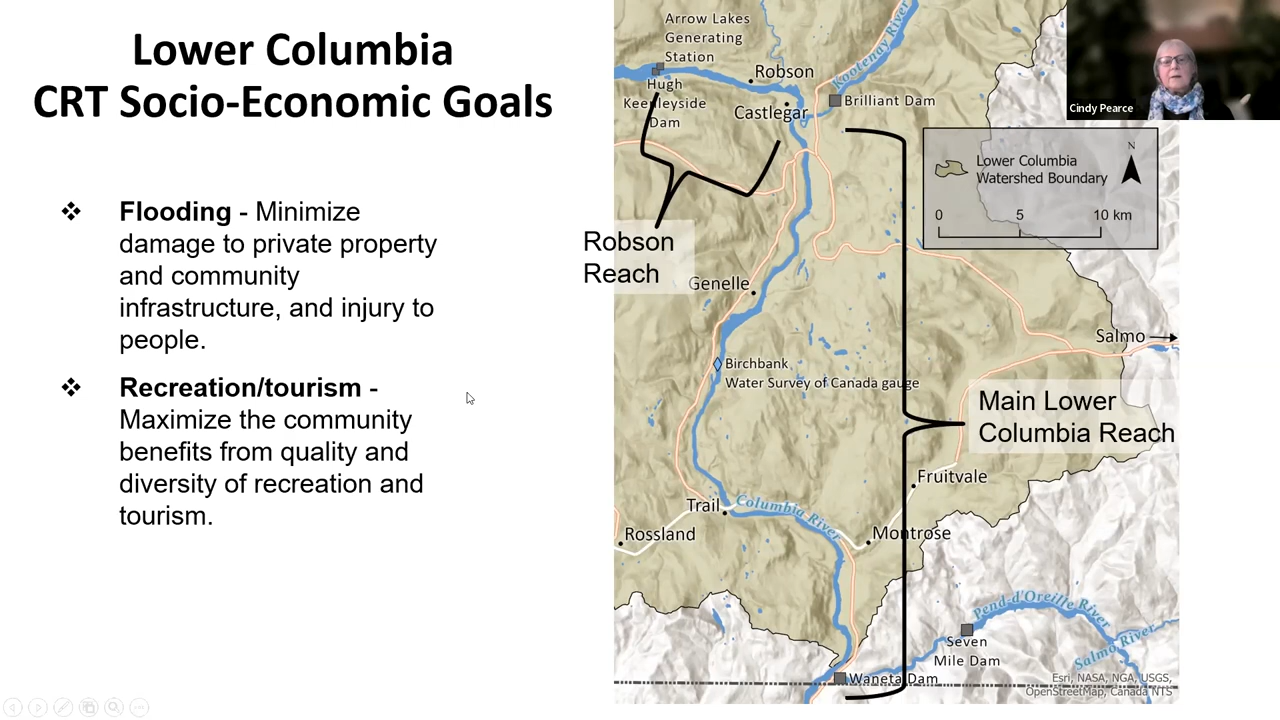 Lower Columbia
CRT Socio-Economic Goals
❖ Flooding - Minimize
damage to private property
and community
infrastructure, and injury to
people.
❖ Recreation/tourism -
Maximize the community
benefits from quality and
diversity of recreation and
tourism.
Arrow Lakes
Generating
Station
Hugh
Keenleyside
Dam
Robson
Castlegar
Kootenay River
Brilliant Dam
Cindy Pearce
Lower Columbia
Watershed Boundary
N
0 5 10 km
Robson
Reach
Genelle
Salmo
Birchbank
Water Survey of Canada gauge
Main Lower
Columbia Reach
Fruitvale
Trail
Columbia River
Rossland
Montrose
Pend-d'Oreille River
Seven
Mile Dam
Salmo River
Waneta Dam
Esri, NASA, NGA, USGS,
OpenStreetMap, Canada NTS